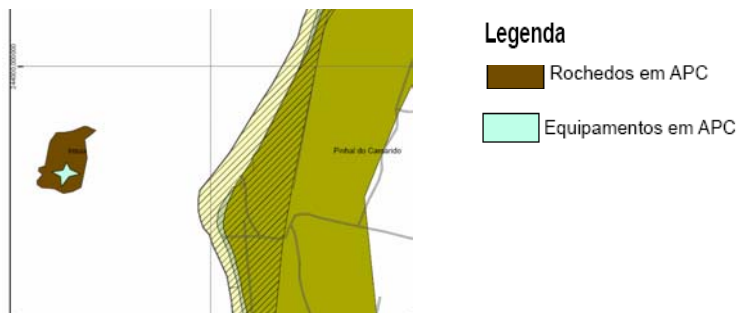 Legenda
Rochedos em APC
Equipamentos em APC
Pinhal do Camarido